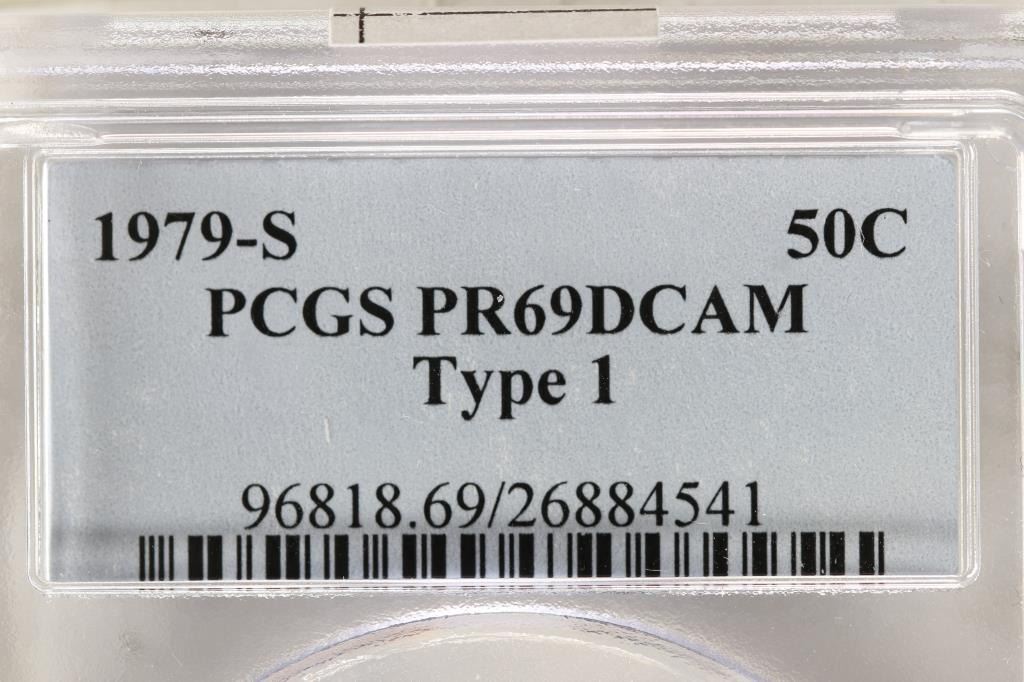 1979-S 50C
PCGS PR69DCAM
Type 1
96818.69/26884541